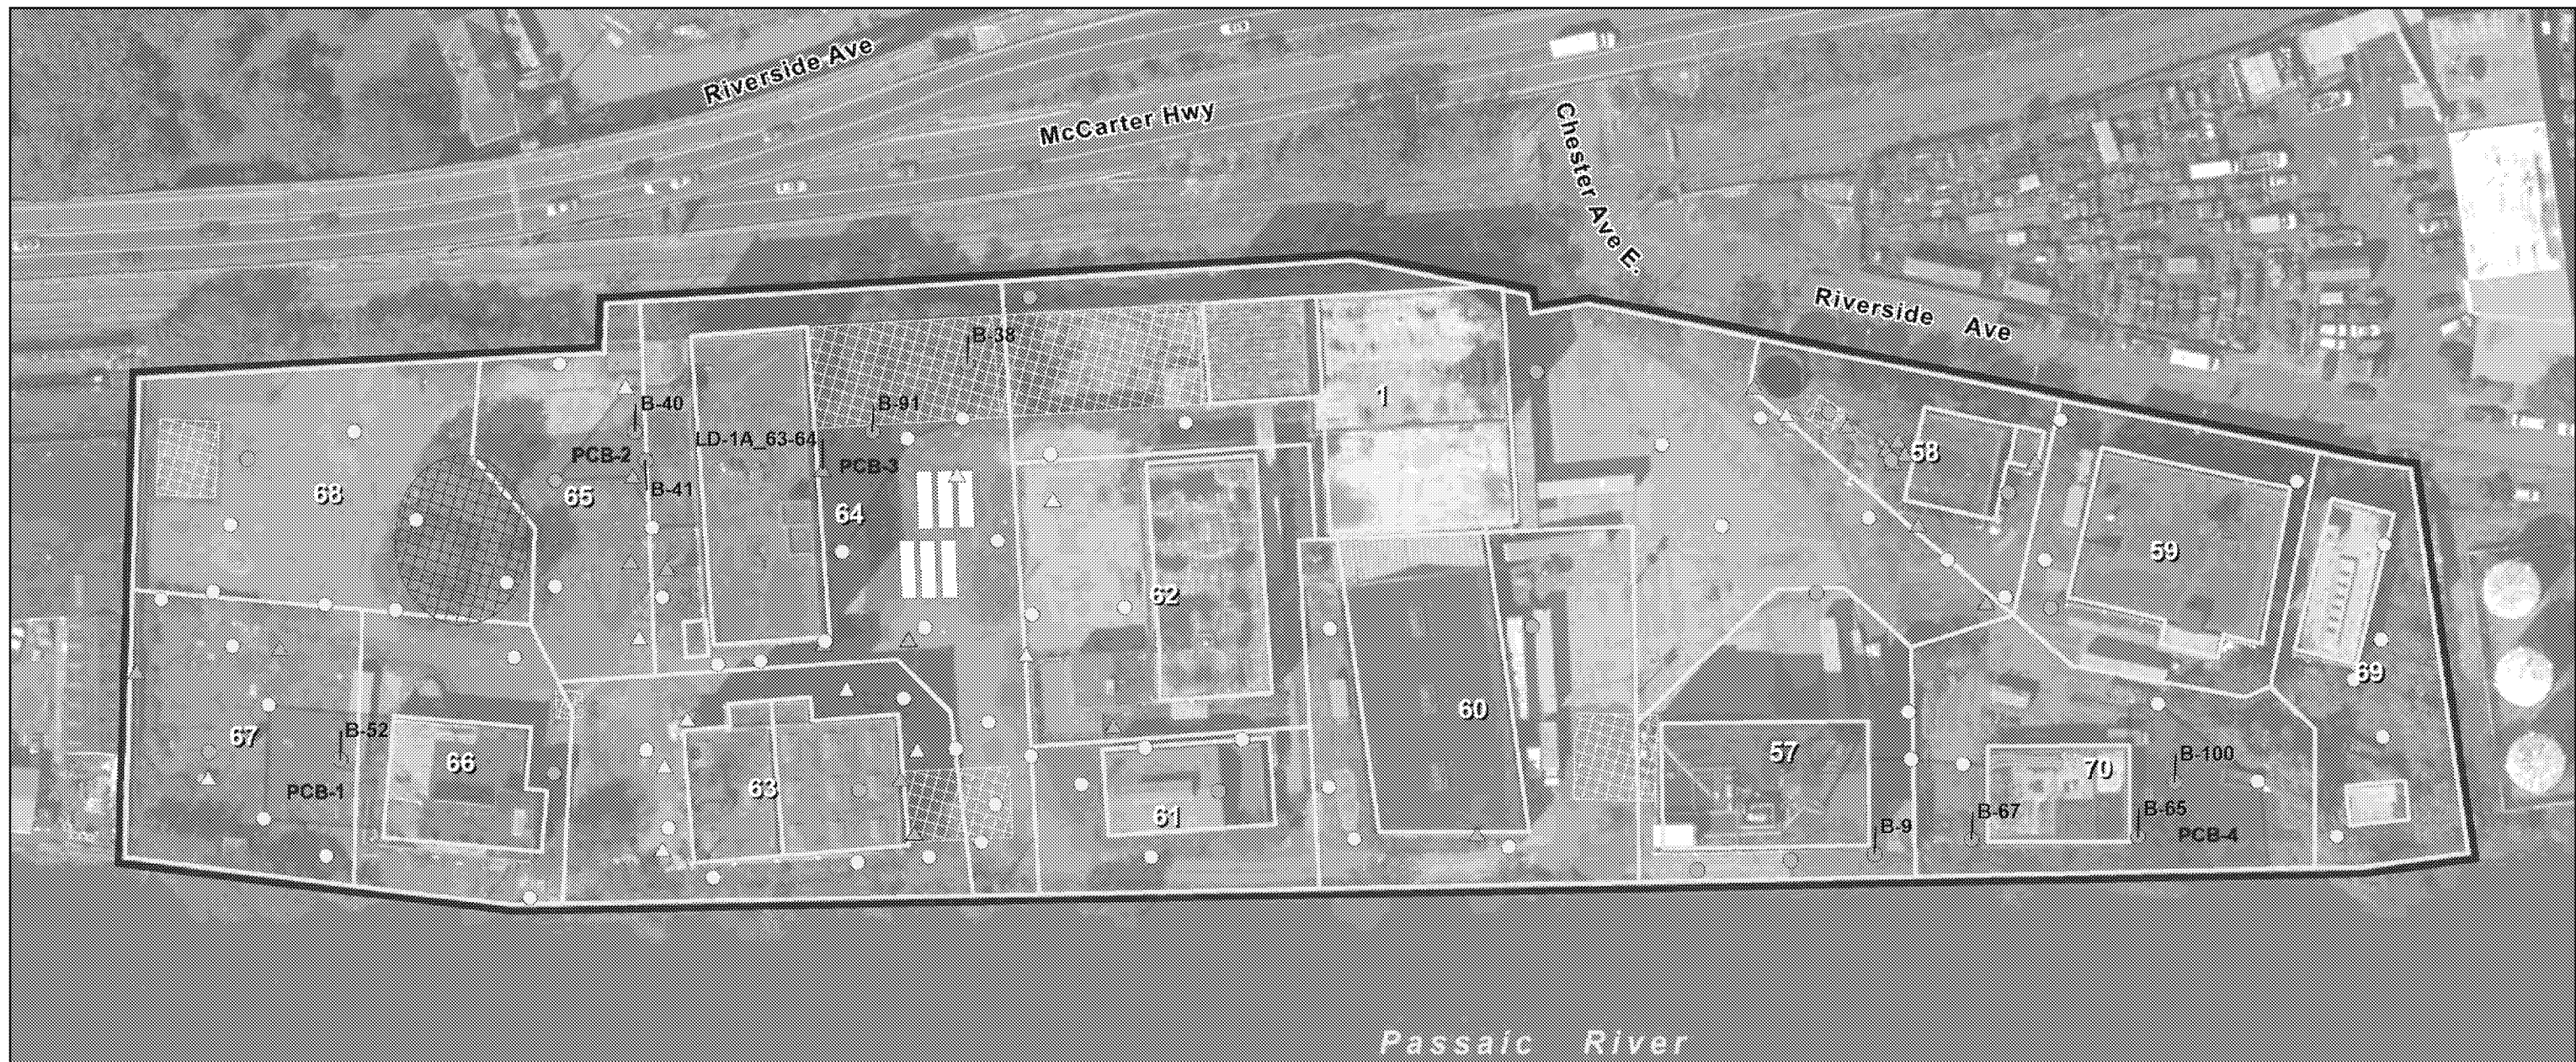 Riverside Ave
McCarter Hwy
Chester Ave E.
Riverside Ave
B-38
1
B-40
B-91
LD-1A_63-64
PCB-2
PCB-3
58
B-41
68
65
64
59
62
69
60
67
B-52
66
57
B-100
70
PCB-1
63
61
B-67
B-65
B-9
PCB-4
Passaic River